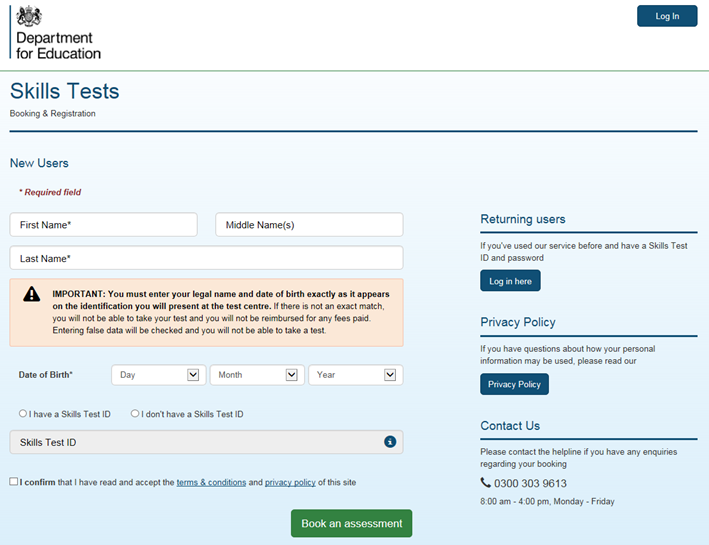 Department
for Education
Log In
Skills Tests
Booking & Registration
New Users
* Required field
First Name*
Middle Name(s)
Last Name*
IMPORTANT: You must enter your legal name and date of birth exactly as it appears
on the identification you will present at the test centre. If there is not an exact match,
you will not be able to take your test and you will not be reimbursed for any fees paid.
Entering false data will be checked and you will not be able to take a test.
Date of Birth*
Day
Month
Year
I have a Skills Test ID
I don't have a Skills Test ID
Skills Test ID
I confirm that I have read and accept the terms & conditions and privacy policy of this site
Book an assessment
Returning users
If you've used our service before and have a Skills Test
ID and password
Log in here
Privacy Policy
If you have questions about how your personal
information may be used, please read our
Privacy Policy
Contact Us
Please contact the helpline if you have any enquiries
regarding your booking
0300 303 9613
8:00 am - 4:00 pm, Monday - Friday